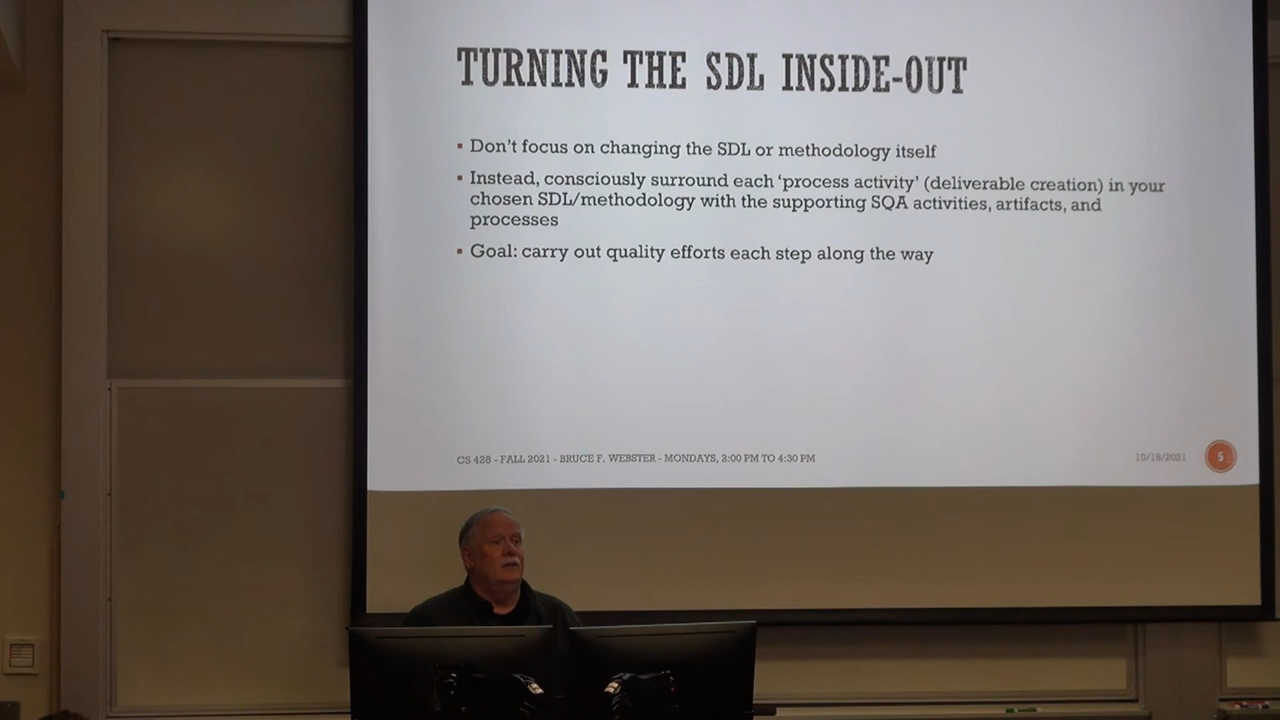 TURNING THE SDL INSIDE-OUT
▪ Don't focus on changing the SDL or methodology itself
▪ Instead, consciously surround each 'process activity' (deliverable creation) in your
chosen SDL/methodology with the supporting SQA activities, artifacts, and
processes
▪ Goal: carry out quality efforts each step along the way
CS 428 - FALL 2021 - BRUCE F. WEBSTER - MONDAYS, 2:00 PM TO 4:30 PM
10/18/2021
5